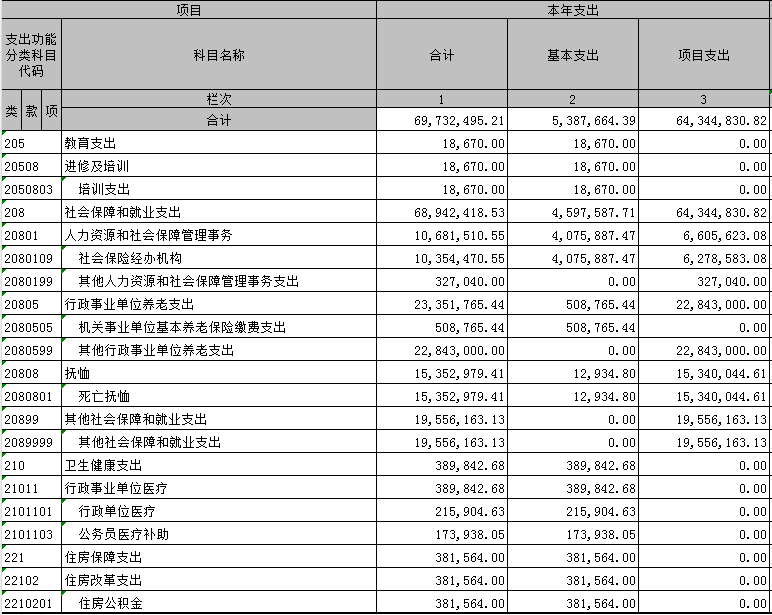 项目 本年支出
支出功能
分类科目
代码
科目名称 合计 基本支出 项目支出
类 款 项 栏次 1 2 3
合计 69,732,495.21 5,387,664.39 64,344,830.82
205 教育支出 18,670.00 18,670.00 0.00
20508 进修及培训 18,670.00 18,670.00 0.00
2050803 培训支出 18,670.00 18,670.00 0.00
208 社会保障和就业支出 68,942,418.53 4,597,587.71 64,344,830.82
20801 人力资源和社会保障管理事务 10,681,510.55 4,075,887.47 6,605,623.08
2080109 社会保险经办机构 10,354,470.55 4,075,887.47 6,278,583.08
2080199 其他人力资源和社会保障管理事务支出 327,040.00 0.00 327,040.00
20805 行政事业单位养老支出 23,351,765.44 508,765.44 22,843,000.00
2080505 机关事业单位基本养老保险缴费支出 508,765.44 508,765.44 0.00
2080599 其他行政事业单位养老支出 22,843,000.00 0.00 22,843,000.00
20808 抚恤 15,352,979.41 12,934.80 15,340,044.61
2080801 死亡抚恤 15,352,979.41 12,934.80 15,340,044.61
20899 其他社会保障和就业支出 19,556,163.13 0.00 19,556,163.13
2089999 其他社会保障和就业支出 19,556,163.13 0.00 19,556,163.13
210 卫生健康支出 389,842.68 389,842.68 0.00
21011 行政事业单位医疗 389,842.68 389,842.68 0.00
2101101 行政单位医疗 215,904.63 215,904.63 0.00
2101103 公务员医疗补助 173,938.05 173,938.05 0.00
221 住房保障支出 381,564.00 381,564.00 0.00
22102 住房改革支出 381,564.00 381,564.00 0.00
2210201 住房公积金 381,564.00 381,564.00 0.00